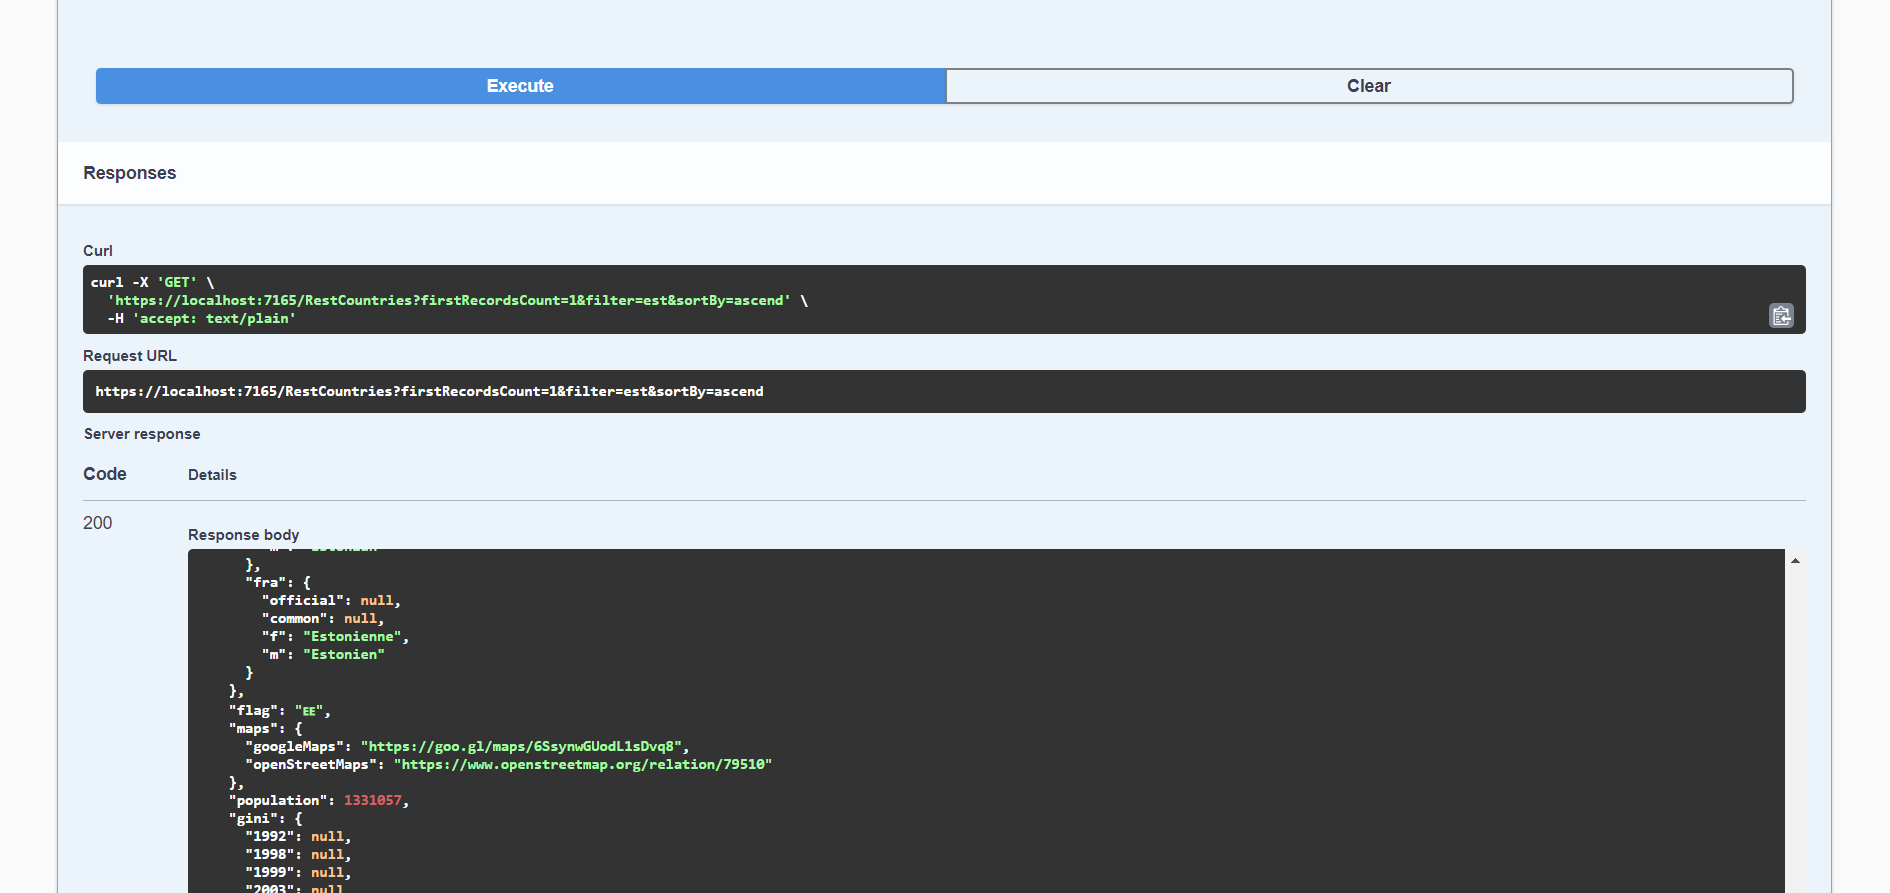 Execute
Clear
Responses
Curl
curl -X 'GET' \
'https://localhost:7165/RestCountries?firstRecordsCount=1&filter=est&sortBy=ascend' \
-H 'accept: text/plain'
Request URL
https://localhost:7165/RestCountries?firstRecordsCount=1&filter=est&sortBy=ascend
Server response
Code
Details
200
Response body
},
"fra": {
"official": null,
"common": null,
"f": "Estonienne",
"m": "Estonien"
}
},
"flag": "EE",
"maps": {
"googleMaps": "https://goo.gl/maps/6SsynwGUodL1sDvq8",
"openStreetMaps": "https://www.openstreetmap.org/relation/79510"
},
"population": 1331057,
"gini": {
"1992": null,
"1998": null,
"1999": null,
"2003": null